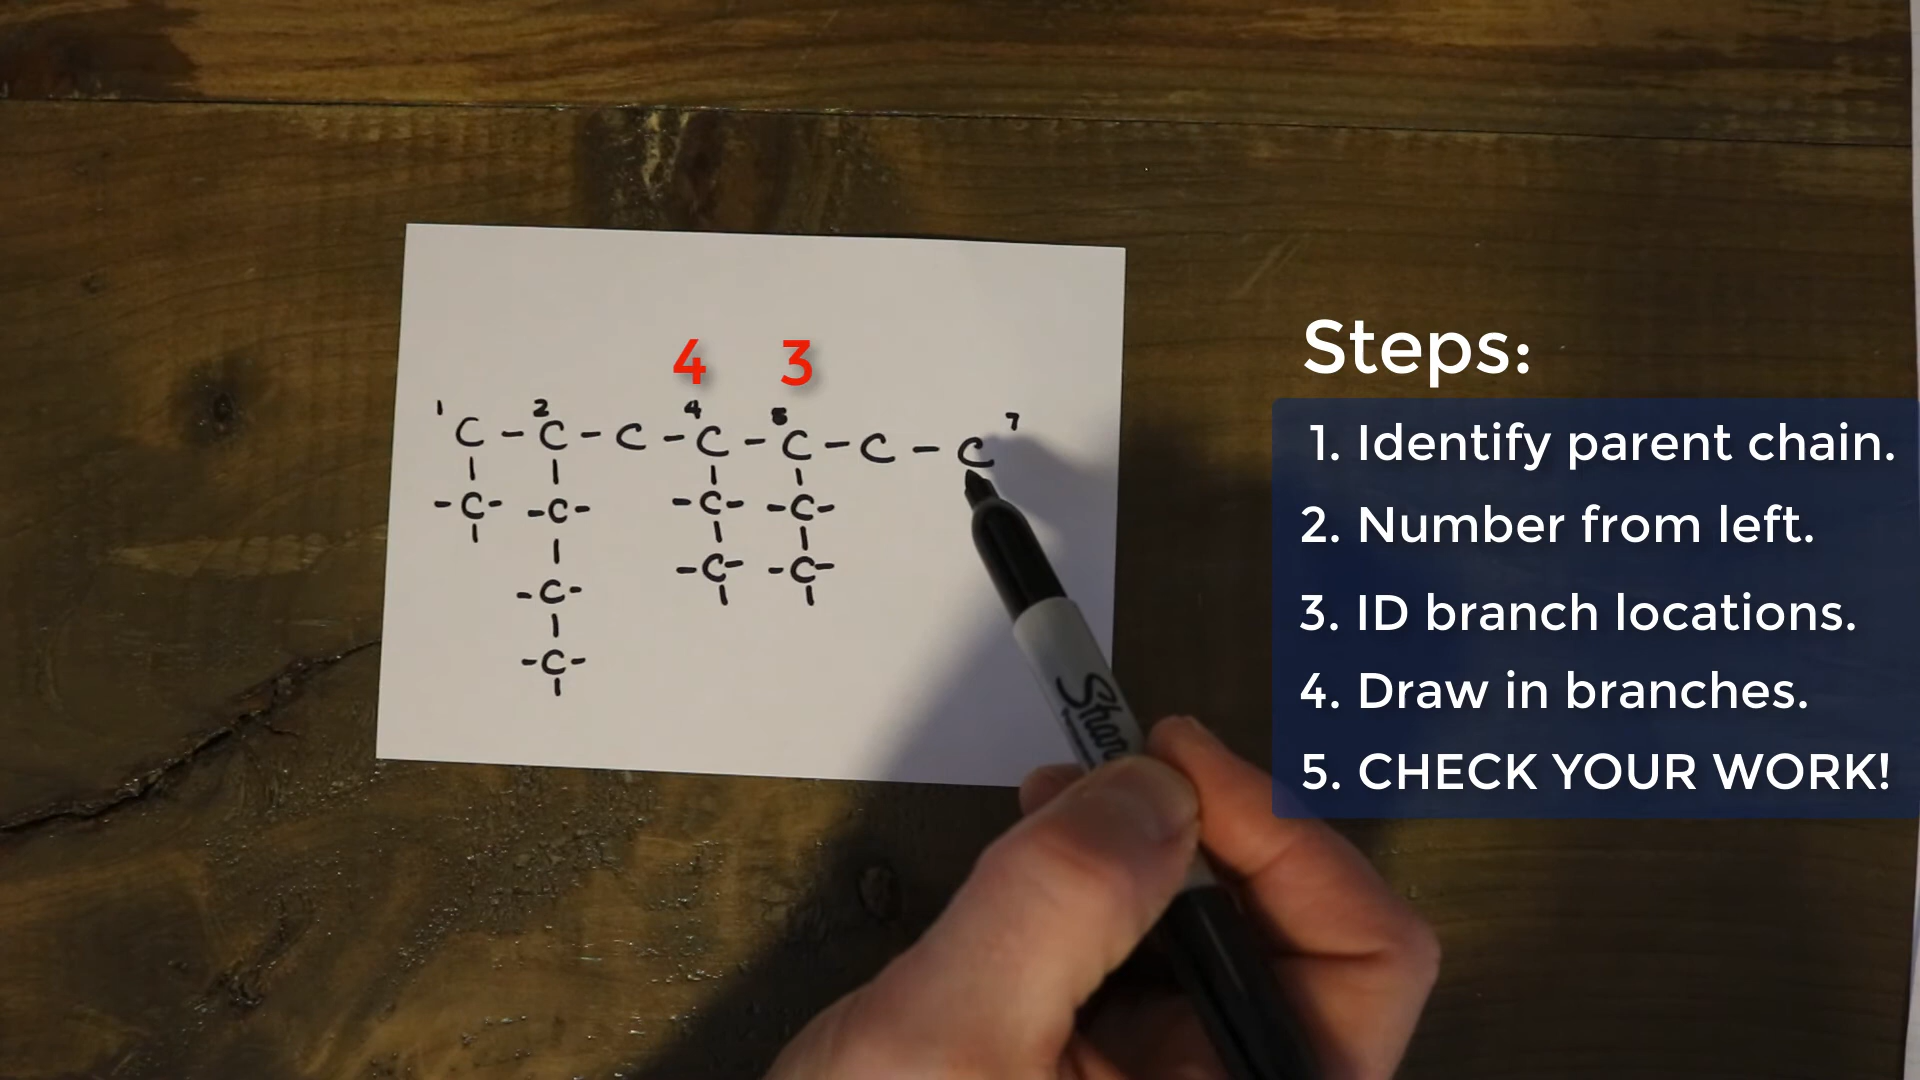 4 3
1 2 4 5 7
C - C - C - C - C - C - C
-C- -C- -C- -C-
-C- -C- -C-
-C-
Steps:
1. Identify parent chain.
2. Number from left.
3. ID branch locations.
4. Draw in branches.
5. CHECK YOUR WORK!